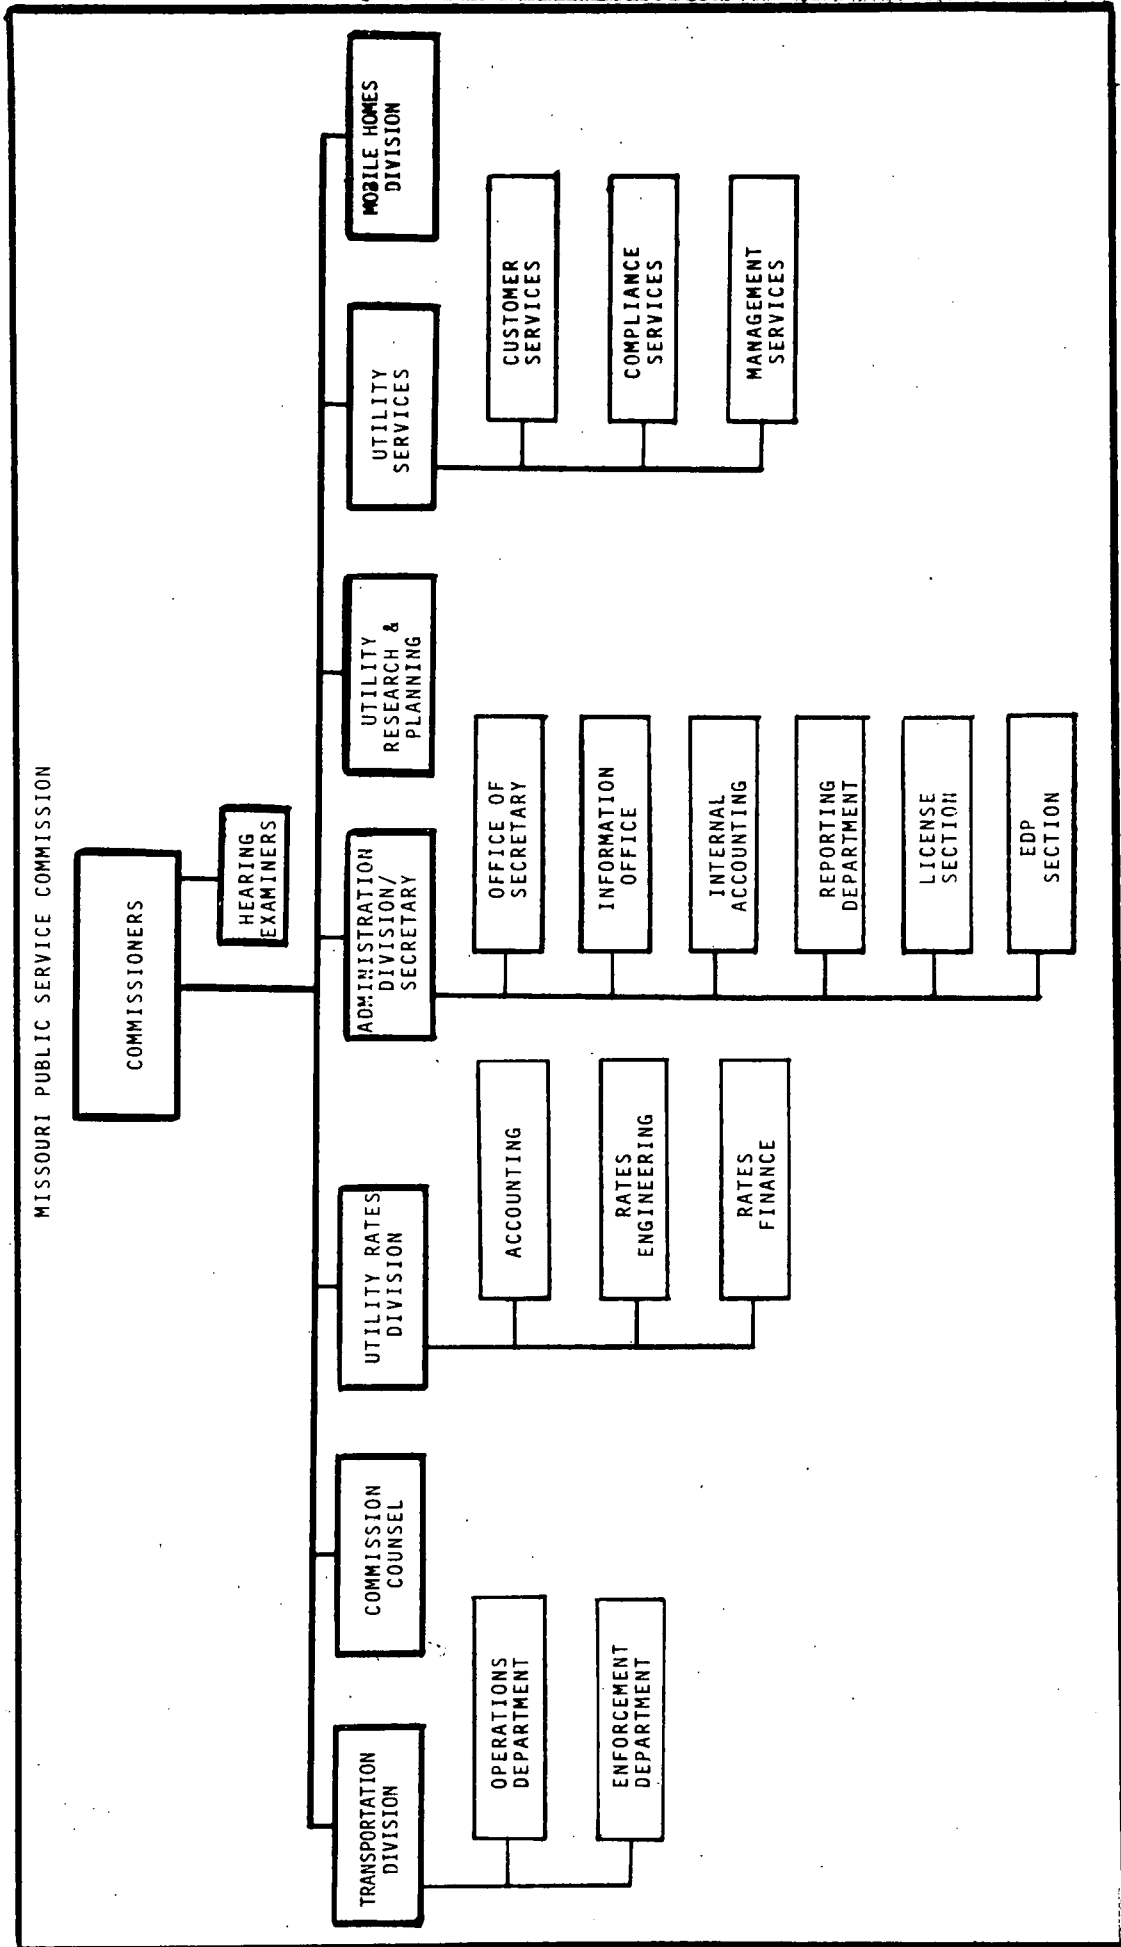 MISSOURI PUBLIC SERVICE COMMISSION
COMMISSIONERS
HEARING
EXAMINERS
TRANSPORTATION
DIVISION
COMMISSION
COUNSEL
UTILITY RATES
DIVISION
ADMINISTRATION
DIVISION/
SECRETARY
UTILITY
RESEARCH &
PLANNING
UTILITY
SERVICES
MOBILE HOMES
DIVISION
OPERATIONS
DEPARTMENT
ENFORCEMENT
DEPARTMENT
ACCOUNTING
RATES
ENGINEERING
RATES
FINANCE
OFFICE OF
SECRETARY
INFORMATION
OFFICE
INTERNAL
ACCOUNTING
REPORTING
DEPARTMENT
LICENSE
SECTION
EDP
SECTION
CUSTOMER
SERVICES
COMPLIANCE
SERVICES
MANAGEMENT
SERVICES